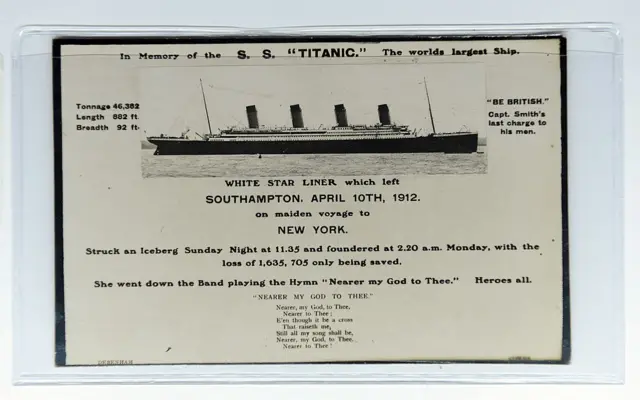 In Memory of the S. S. "TITANIC." The worlds largest Ship.
Tonnage 46,382
Length 882 ft.
Breadth 92 ft.
"BE BRITISH."
Capt. Smith's
last charge to
his men.
WHITE STAR LINER which left
SOUTHAMPTON. APRIL 10TH, 1912.
on maiden voyage to
NEW YORK.
Struck an Iceberg Sunday Night at 11.35 and foundered at 2.20 a.m. Monday, with the
loss of 1,635, 705 only being saved.
She went down the Band playing the Hymn "Nearer my God to Thee." Heroes all.
"NEARER MY GOD TO THEE."
Nearer, my God, to Thee,
Nearer to Thee;
E'en though it be a cross
That raiseth me,
Still all my song shall be,
Nearer, my God, to Thee,
Nearer to Thee!
DEBENHAM